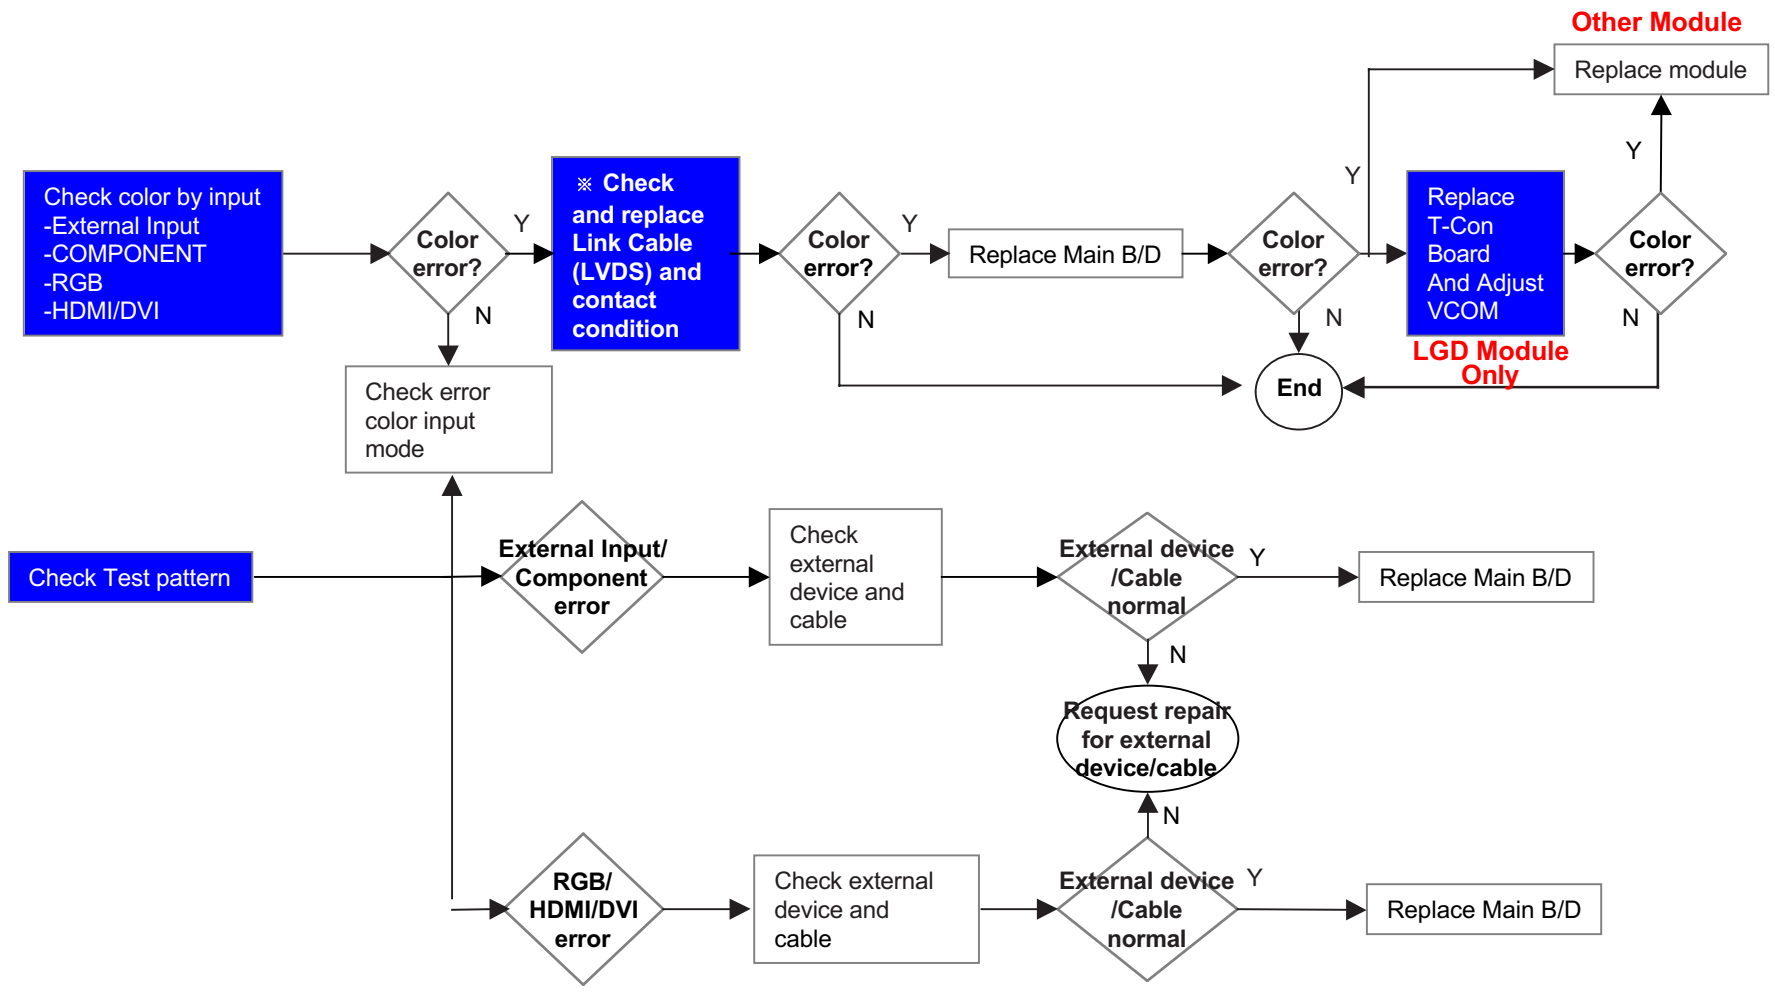 Other Module
Replace module
Y
Check color by input
-External Input
-COMPONENT
-RGB
-HDMI/DVI
Color
error?
Y
N
※ Check
and replace
Link Cable
(LVDS) and
contact
condition
Color
error?
Y
N
Replace Main B/D
Color
error?
Y
N
Replace
T-Con
Board
And Adjust
VCOM
LGD Module
Only
Color
error?
N
End
Check error
color input
mode
Check Test pattern
External Input/
Component
error
Check
external
device and
cable
External device
/Cable
normal
Y
N
Replace Main B/D
Request repair
for external
device/cable
N
RGB/
HDMI/DVI
error
Check external
device and
cable
External device
/Cable
normal
Y
Replace Main B/D